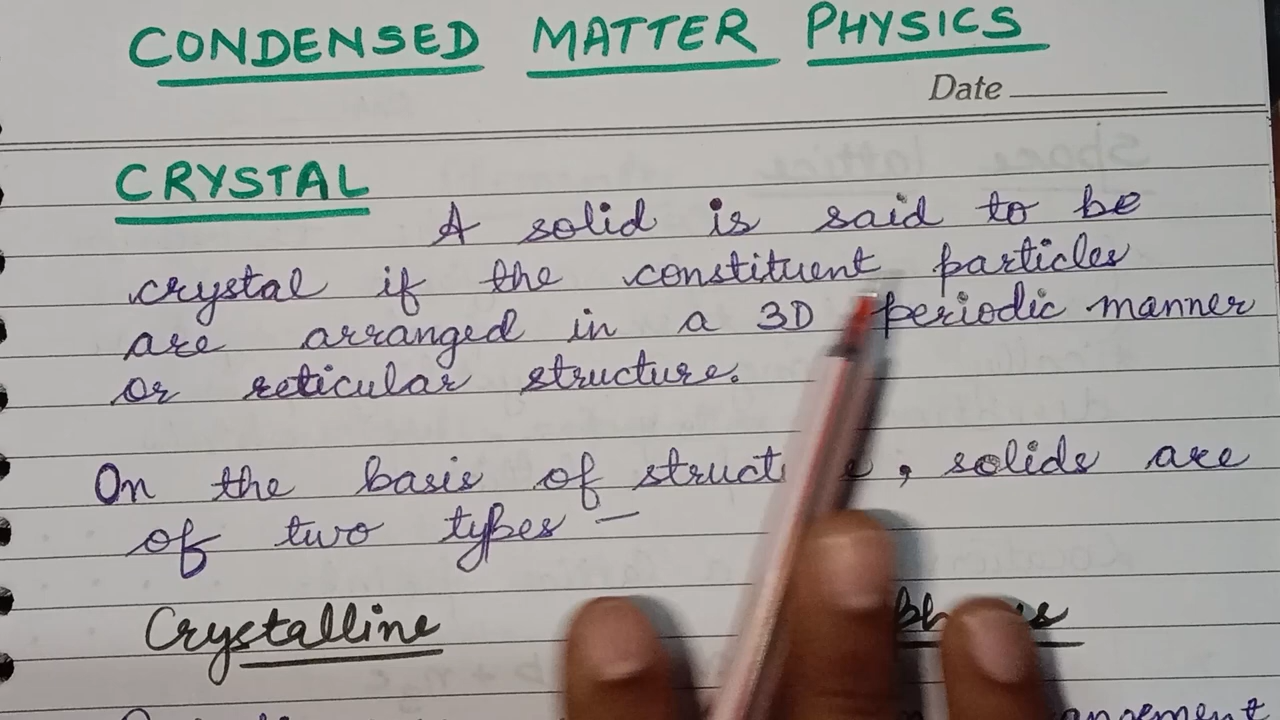 CONDENSED MATTER PHYSICS
Date
CRYSTAL
A solid is said to be
crystal if the constituent particles
are arranged in a 3D periodic manner
or reticular structure.
On the basis of , solids are
of two types -
Crystalline